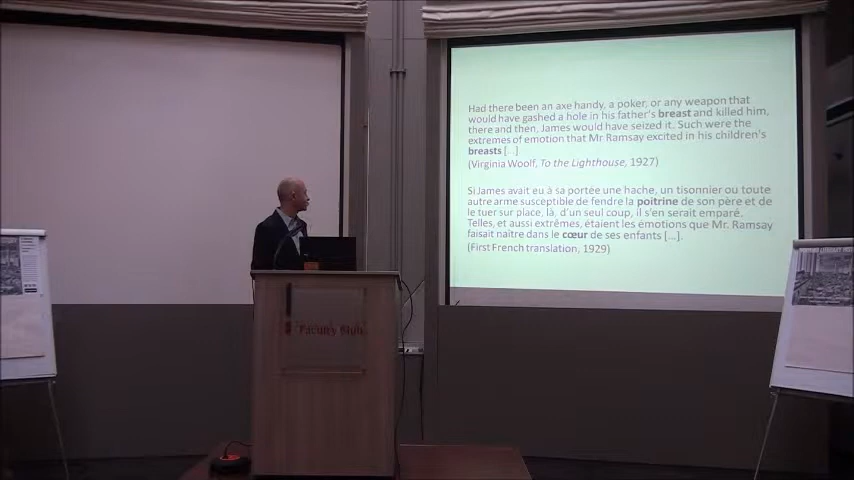 Had there been an axe handy, a poker, or any weapon that
would have gashed a hole in his father's breast and killed him,
there and then, James would have seized it. Such were the
extremes of emotion that Mr Ramsay excited in his children's
breasts [...]
(Virginia Woolf, To the Lighthouse, 1927)
Si James avait eu à sa portée une hache, un tisonnier ou toute
autre arme susceptible de fendre la poitrine de son père et de
le tuer sur place, là, d'un seul coup, il s'en serait emparé.
Telles, et aussi extrêmes, étaient les émotions que Mr. Ramsay
faisait naître dans le cœur de ses enfants [...].
(First French translation, 1929)
Faculty Club